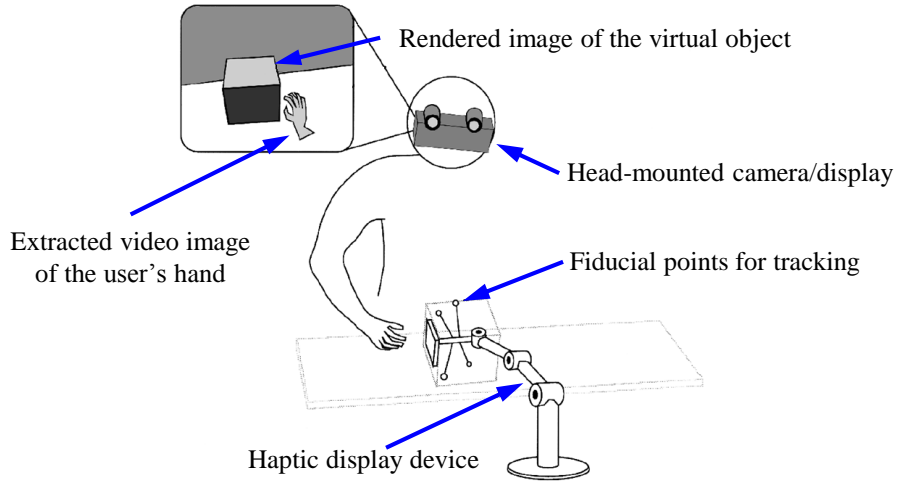 Rendered image of the virtual object
Head-mounted camera/display
Extracted video image
of the user's hand
Fiducial points for tracking
Haptic display device